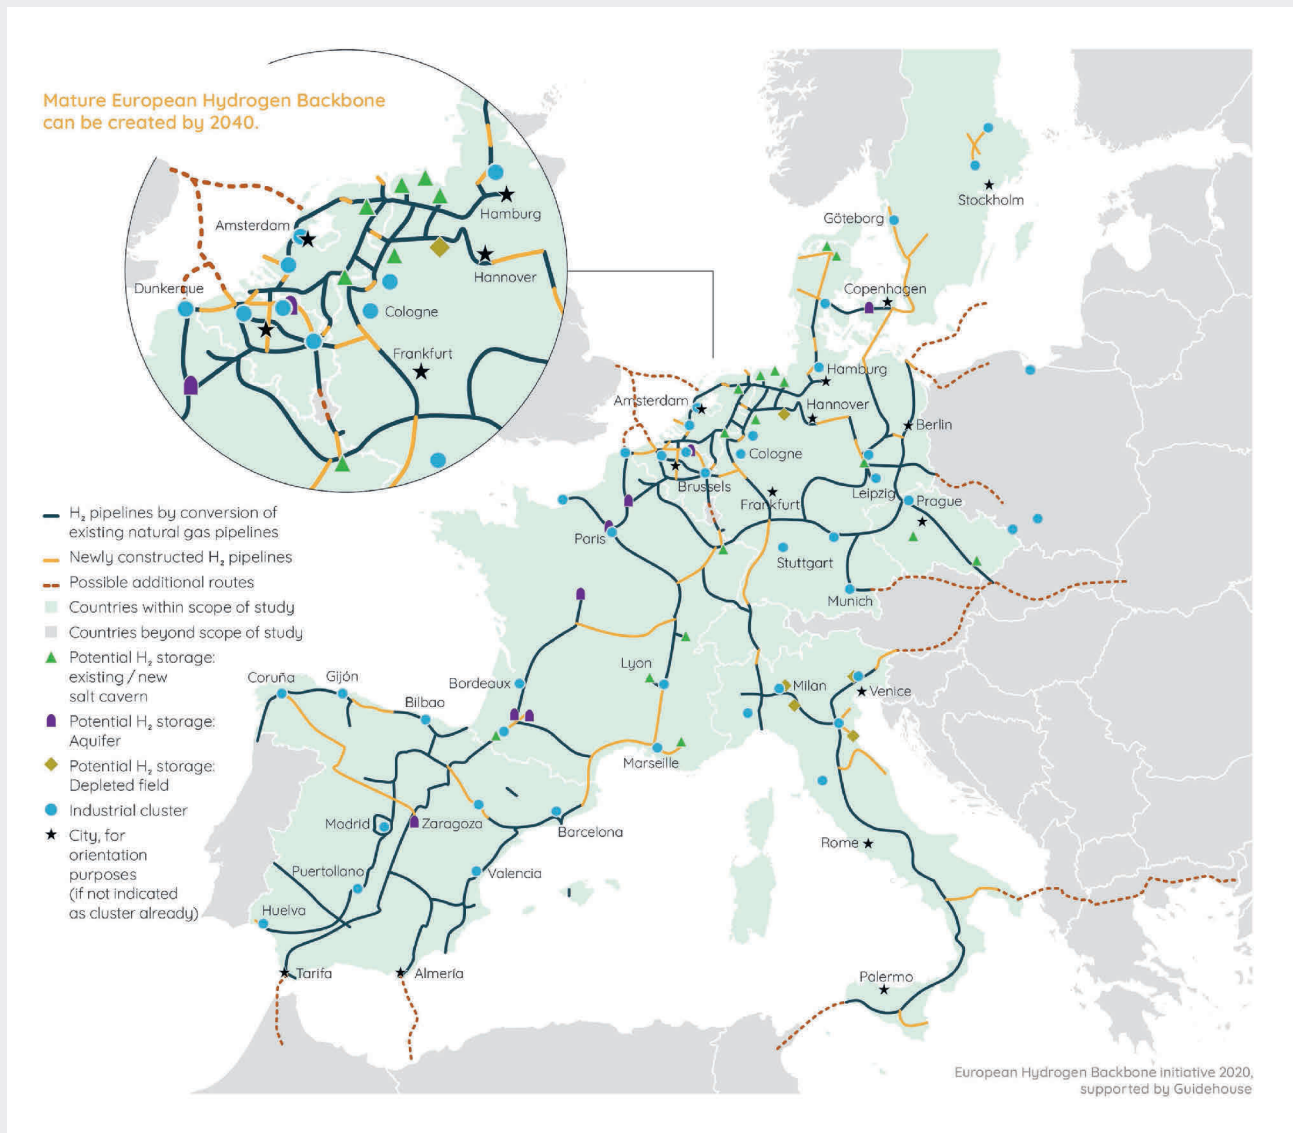 Mature European Hydrogen Backbone
can be created by 2040.
Amsterdam
Hamburg
Hannover
Dunkerque
Cologne
Frankfurt
H₂ pipelines by conversion of
existing natural gas pipelines
Newly constructed H₂ pipelines
Possible additional routes
Countries within scope of study
Countries beyond scope of study
Potential H₂ storage:
existing / new
salt cavern
Potential H₂ storage:
Aquifer
Potential H₂ storage:
Depleted field
Industrial cluster
City, for
orientation
purposes
(if not indicated
as cluster already)
Stockholm
Göteborg
Copenhagen
Hamburg
Amsterdam
Hannover
Berlin
Cologne
Brussels
Leipzig
Prague
Frankfurt
Paris
Stuttgart
Munich
Lyon
Coruña
Gijón
Bordeaux
Bilbao
Milan
Venice
Marseille
Madrid
Zaragoza
Barcelona
Rome
Puertollano
Valencia
Huelva
Tarifa
Almería
Palermo
European Hydrogen Backbone initiative 2020,
supported by Guidehouse